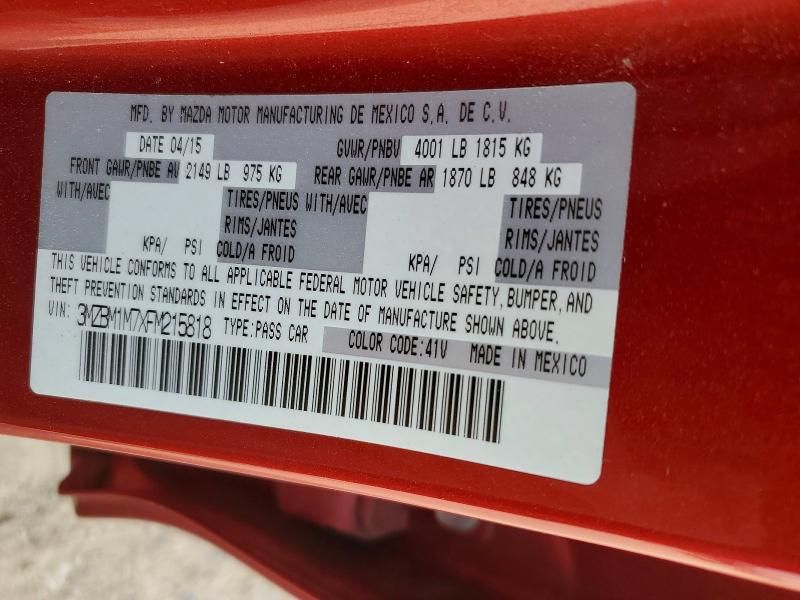 MFD. BY MAZDA MOTOR MANUFACTURING DE MEXICO S.A. DE C.V.
DATE 04/15 GVWR/PNBV 4001 LB 1815 KG
FRONT GAWR/PNBE AV 2149 LB 975 KG REAR GAWR/PNBE AR 1870 LB 848 KG
WITH/AVEC TIRES/PNEUS WITH/AVEC TIRES/PNEUS
RIMS/JANTES RIMS/JANTES
KPA/ PSI COLD/A FROID KPA/ PSI COLD/A FROID
THIS VEHICLE CONFORMS TO ALL APPLICABLE FEDERAL MOTOR VEHICLE SAFETY, BUMPER, AND
THEFT PREVENTION STANDARDS IN EFFECT ON THE DATE OF MANUFACTURE SHOWN ABOVE.
VIN: 3MZBM1M7XFM215818 TYPE:PASS CAR COLOR CODE:41V MADE IN MEXICO